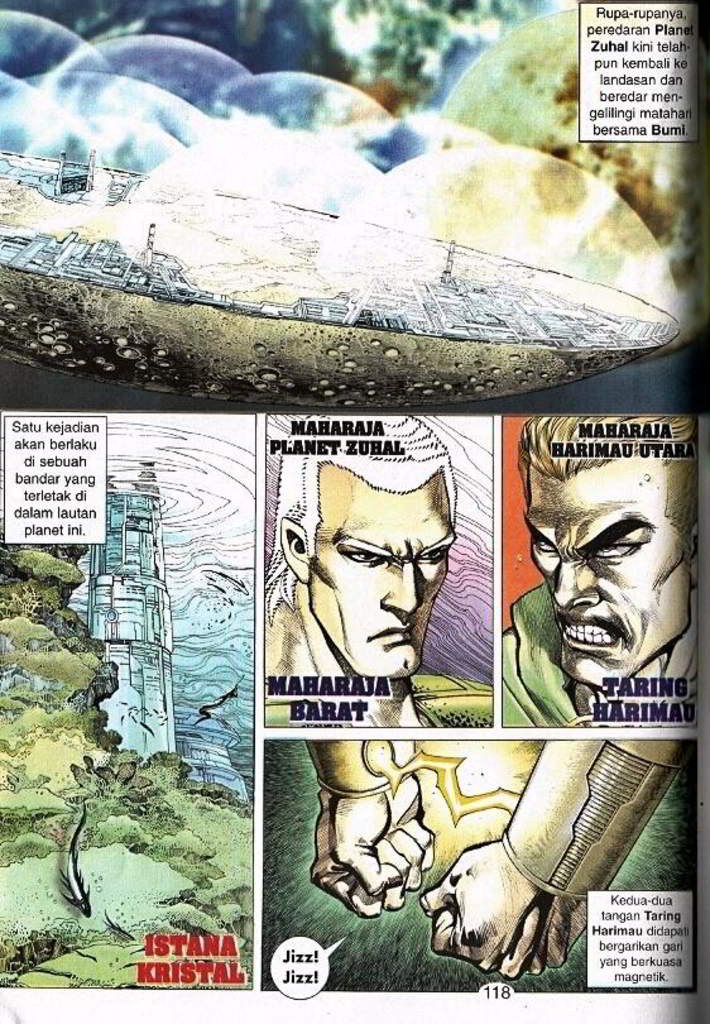 Rupa-rupanya,
peredaran Planet
Zuhal kini telah-
pun kembali ke
landasan dan
beredar men-
gelilingi matahari
bersama Bumi.
Satu kejadian
akan berlaku
di sebuah
bandar yang
terletak di
dalam lautan
planet ini.
ISTANA
KRISTAL
MAHARAJA
PLANET ZUHAL
MAHARAJA
BARAT
MAHARAJA
HARIMAU UTARA
TARING
HARIMAU
Jizz!
Jizz!
Kedua-dua
tangan Taring
Harimau didapati
bergarikan gari
yang berkuasa
magnetik.
118